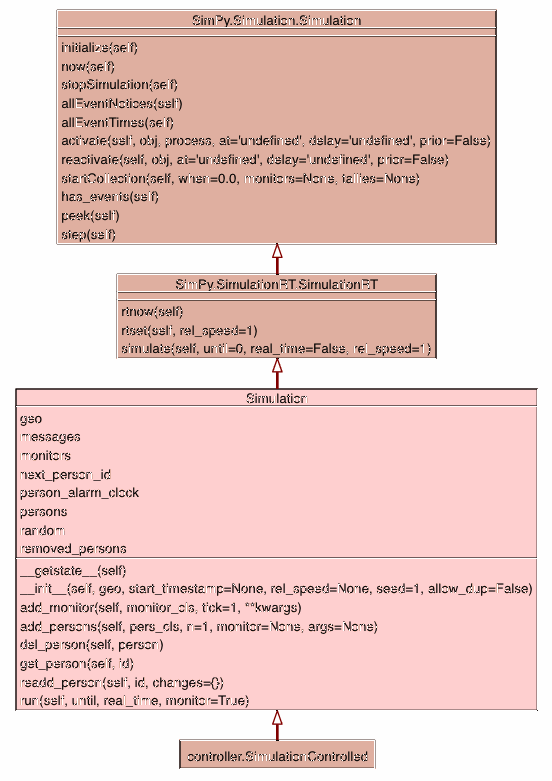 SimPy.Simulation.Simulation
initialize(self)
now(self)
stopSimulation(self)
allEventNotices(self)
allEventTimes(self)
activate(self, obj, process, at='undefined', delay='undefined', prior=False)
reactivate(self, obj, at='undefined', delay='undefined', prior=False)
startCollection(self, when=0.0, monitors=None, tallies=None)
has_events(self)
peek(self)
step(self)
SimPy.SimulationRT.SimulationRT
rtnow(self)
rtset(self, rel_speed=1)
simulate(self, until=0, real_time=False, rel_speed=1)
Simulation
geo
messages
monitors
next_person_id
person_alarm_clock
persons
random
removed_persons
__getstate__(self)
__init__(self, geo, start_timestamp=None, rel_speed=None, seed=1, allow_dup=False)
add_monitor(self, monitor_cls, tick=1, **kwargs)
add_persons(self, pers_cls, n=1, monitor=None, args=None)
del_person(self, person)
get_person(self, id)
readd_person(self, id, changes={})
run(self, until, real_time, monitor=True)
controller.SimulationControlled